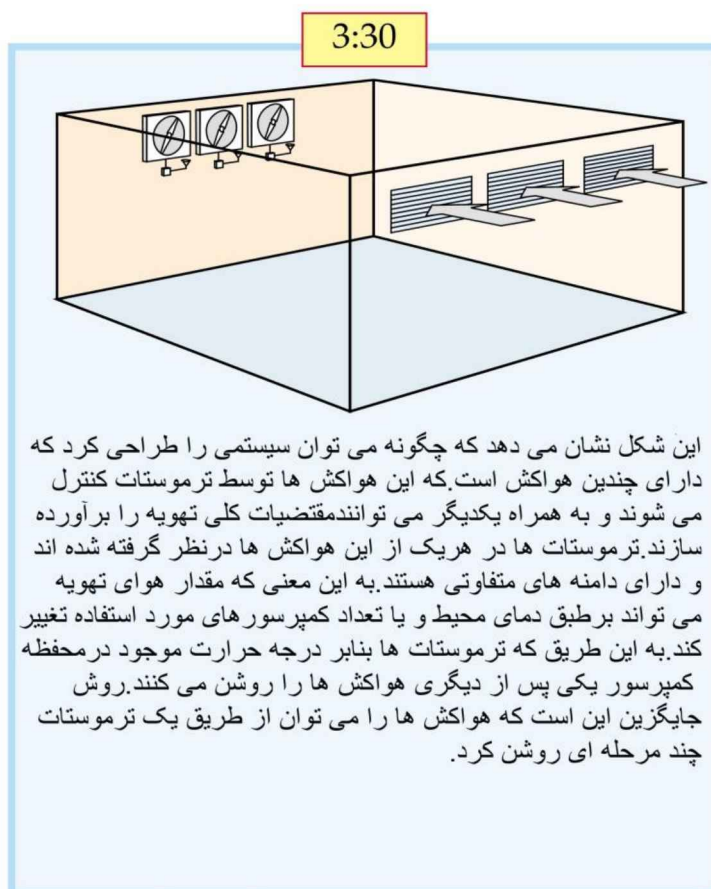 3:30
این شکل نشان می دهد که چگونه می توان سیستمی را طراحی کرد که
دارای چندین هواکش است.که این هواکش ها توسط ترموستات کنترل
می شوند و به همراه یکدیگر می توانندمقتضیات کلی تهویه را برآورده
سازند.ترموستات ها در هریک از این هواکش ها درنظر گرفته شده اند
و دارای دامنه های متفاوتی هستند.به این معنی که مقدار هوای تهویه
می تواند برطبق دمای محیط و یا تعداد کمپرسورهای مورد استفاده تغییر
کند.به این طریق که ترموستات ها بنابر درجه حرارت موجود درمحفظه
کمپرسور یکی پس از دیگری هواکش ها را روشن می کنند.روش
جایگزین این است که هواکش ها را می توان از طریق یک ترموستات
چند مرحله ای روشن کرد.